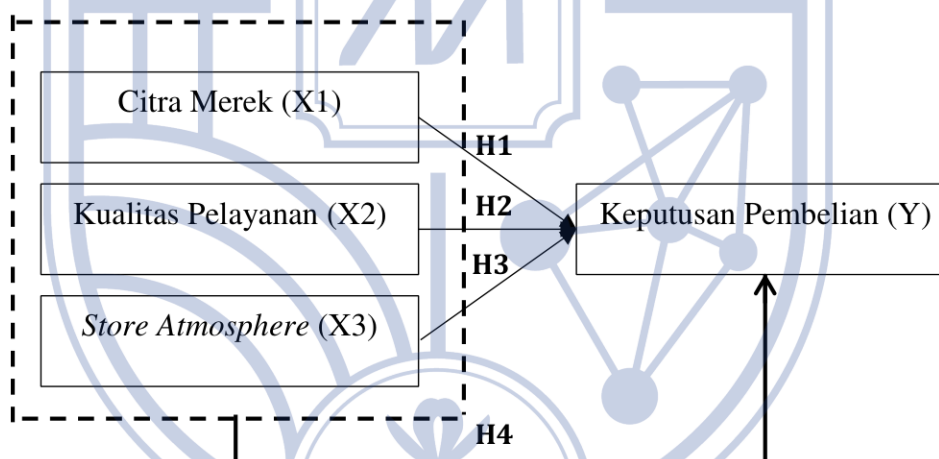 Citra Merek (X1)
H1
Kualitas Pelayanan (X2)
H2
Keputusan Pembelian (Y)
H3
Store Atmosphere (X3)
H4